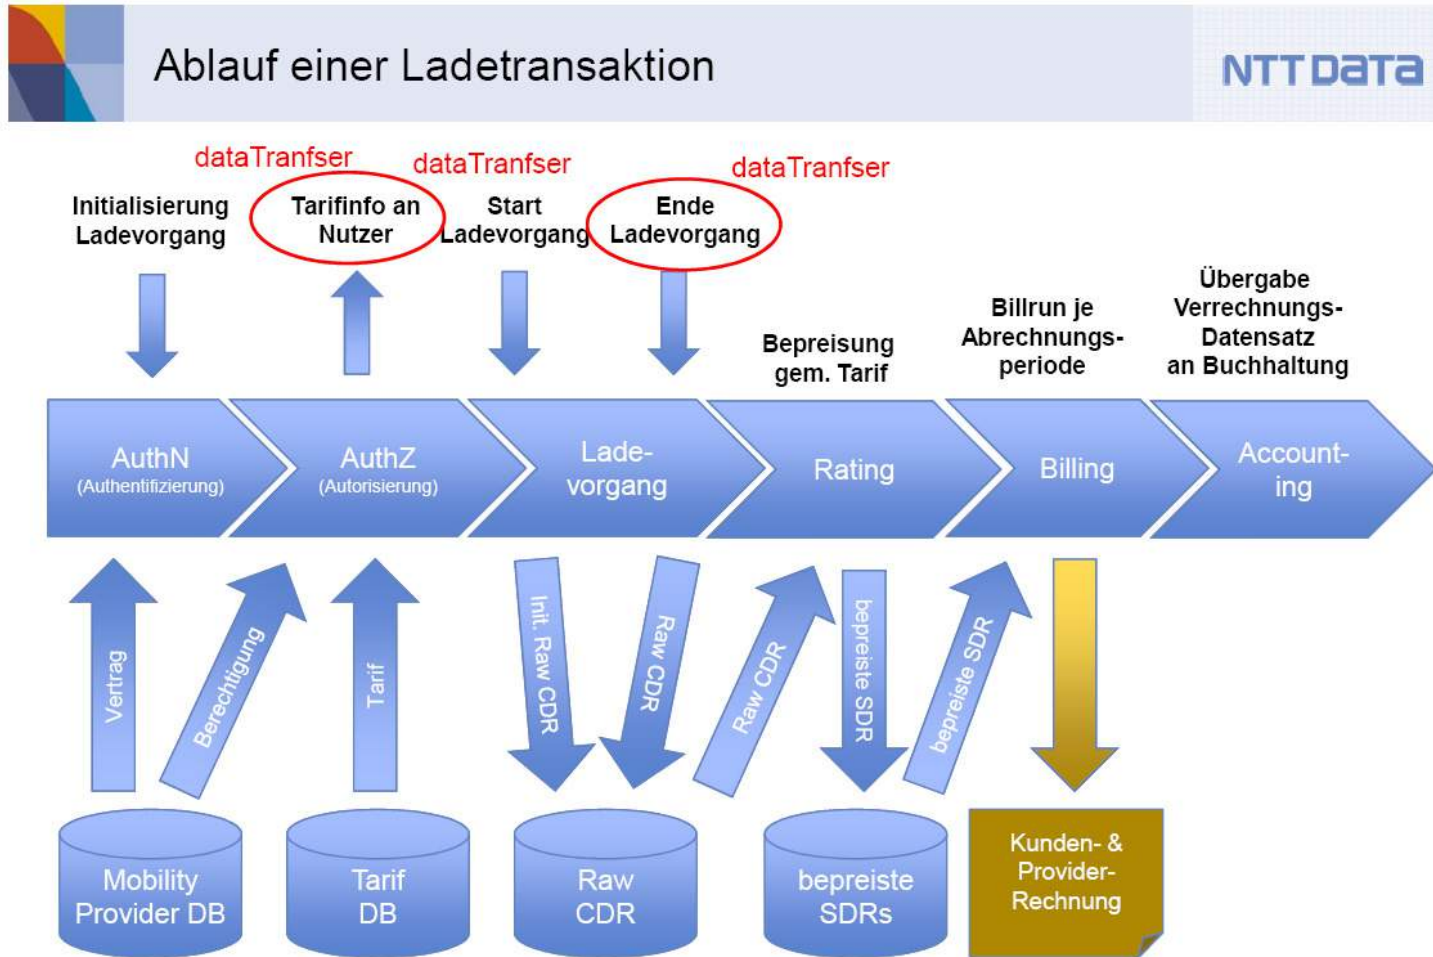 Ablauf einer Ladetransaktion
NTT DATA
dataTranfser
dataTranfser
dataTranfser
Initialisierung
Ladevorgang
Tarifinfo an
Nutzer
Start
Ladevorgang
Ende
Ladevorgang
Bepreisung
gem. Tarif
Billrun je
Abrechnungs-
periode
Übergabe
Verrechnungs-
Datensatz
an Buchhaltung
AuthN
(Authentifizierung)
AuthZ
(Autorisierung)
Lade-
vorgang
Rating
Billing
Account-
ing
Vertrag
Berechtigung
Tarif
Init. Raw CDR
Raw CDR
Raw CDR
bepreiste SDR
bepreiste SDR
Mobility
Provider DB
Tarif
DB
Raw
CDR
bepreiste
SDRs
Kunden- &
Provider-
Rechnung